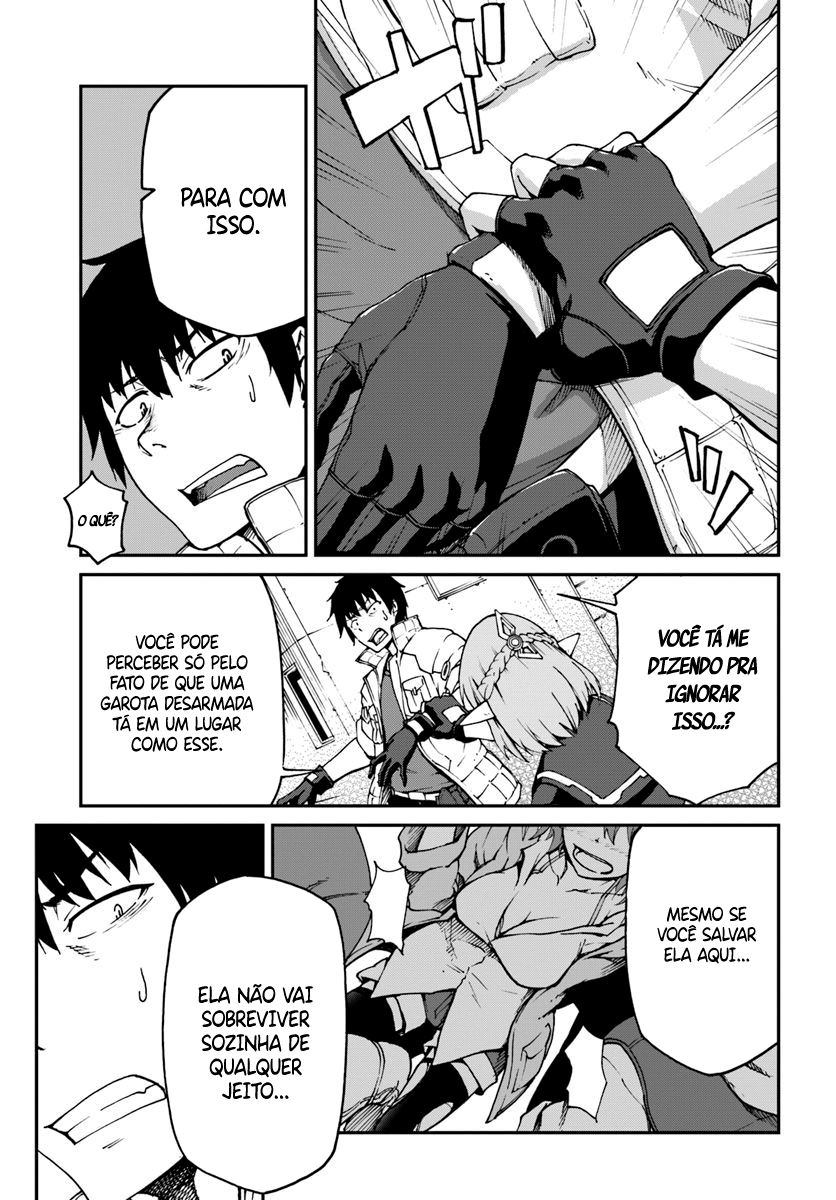 ガ
PARA COM
ISSO.
O QUÊ?
VOCÊ TÁ ME
DIZENDO PRA
IGNORAR
ISSO...?
VOCÊ PODE
PERCEBER SÓ PELO
FATO DE QUE UMA
GAROTA DESARMADA
TÁ EM UM LUGAR
COMO ESSE.
MESMO SE
VOCÊ SALVAR
ELA AQUI...
ELA NÃO VAI
SOBREVIVER
SOZINHA DE
QUALQUER
JEITO...